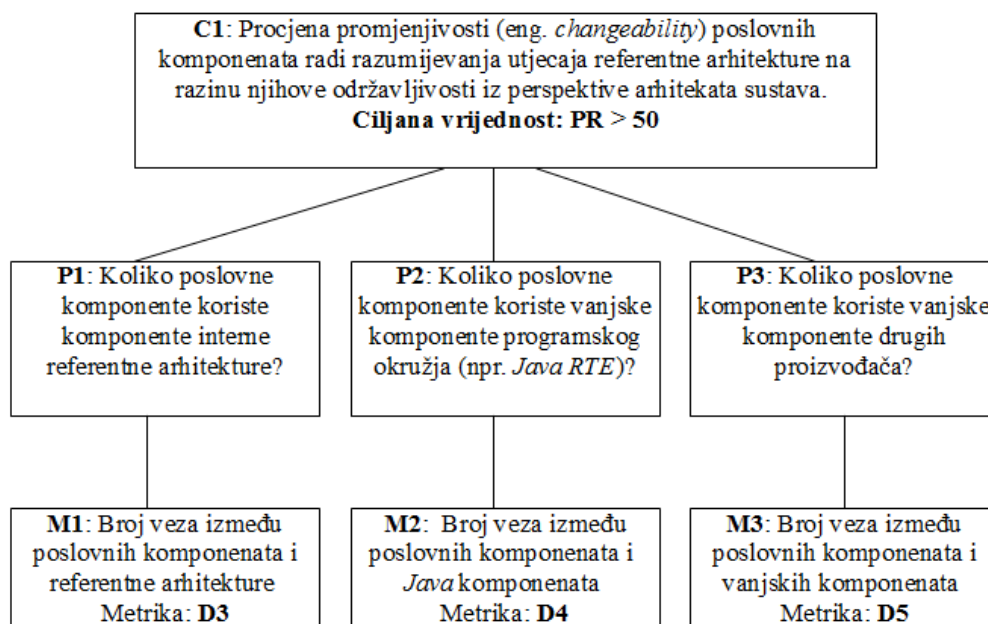 C1: Procjena promjenjivosti (eng. changeability) poslovnih
komponenata radi razumijevanja utjecaja referentne arhitekture na
razinu njihove održavljivosti iz perspektive arhitekata sustava.
Ciljana vrijednost: PR > 50
P1: Koliko poslovne
komponente koriste
komponente interne
referentne arhitekture?
P2: Koliko poslovne
komponente koriste vanjske
komponente programskog
okružja (npr. Java RTE)?
P3: Koliko poslovne
komponente koriste vanjske
komponente drugih
proizvođača?
M1: Broj veza između
poslovnih komponenata i
referentne arhitekture
Metrika: D3
M2: Broj veza između
poslovnih komponenata i
Java komponenata
Metrika: D4
M3: Broj veza između
poslovnih komponenata i
vanjskih komponenata
Metrika: D5